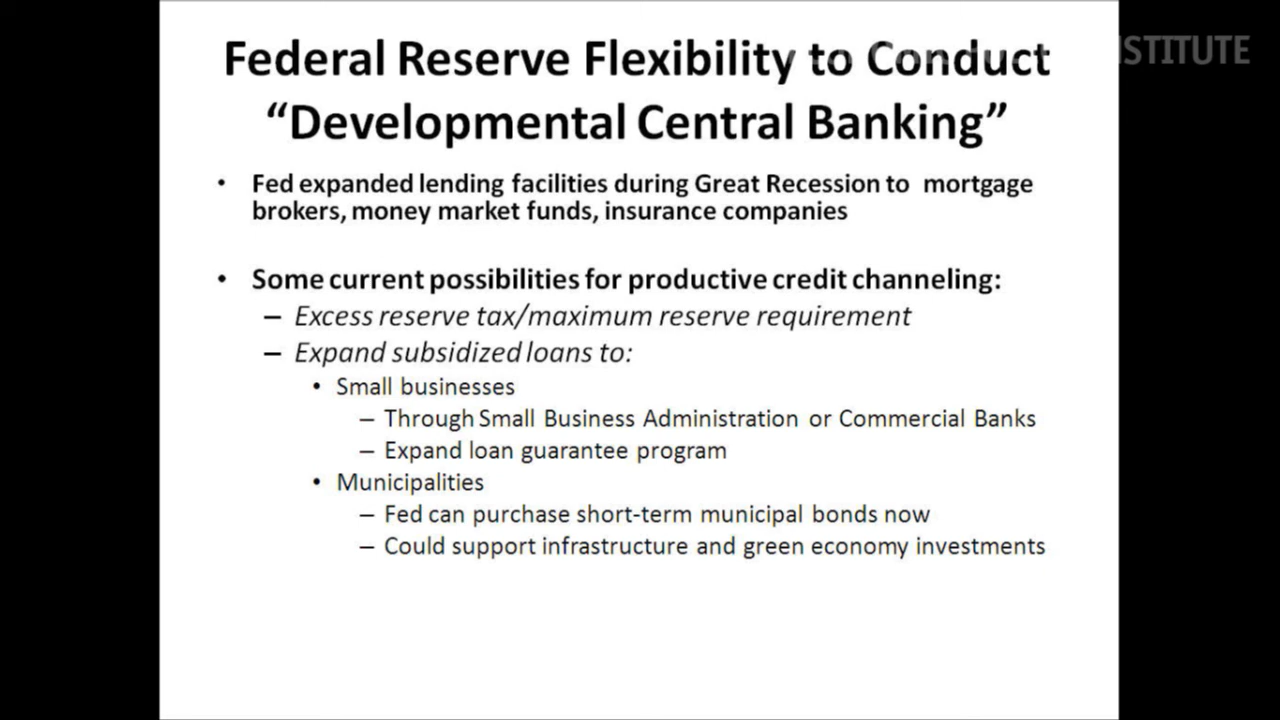 Federal Reserve Flexibility to Conduct
“Developmental Central Banking”
• Fed expanded lending facilities during Great Recession to mortgage
brokers, money market funds, insurance companies
• Some current possibilities for productive credit channeling:
– Excess reserve tax/maximum reserve requirement
– Expand subsidized loans to:
• Small businesses
– Through Small Business Administration or Commercial Banks
– Expand loan guarantee program
• Municipalities
– Fed can purchase short-term municipal bonds now
– Could support infrastructure and green economy investments